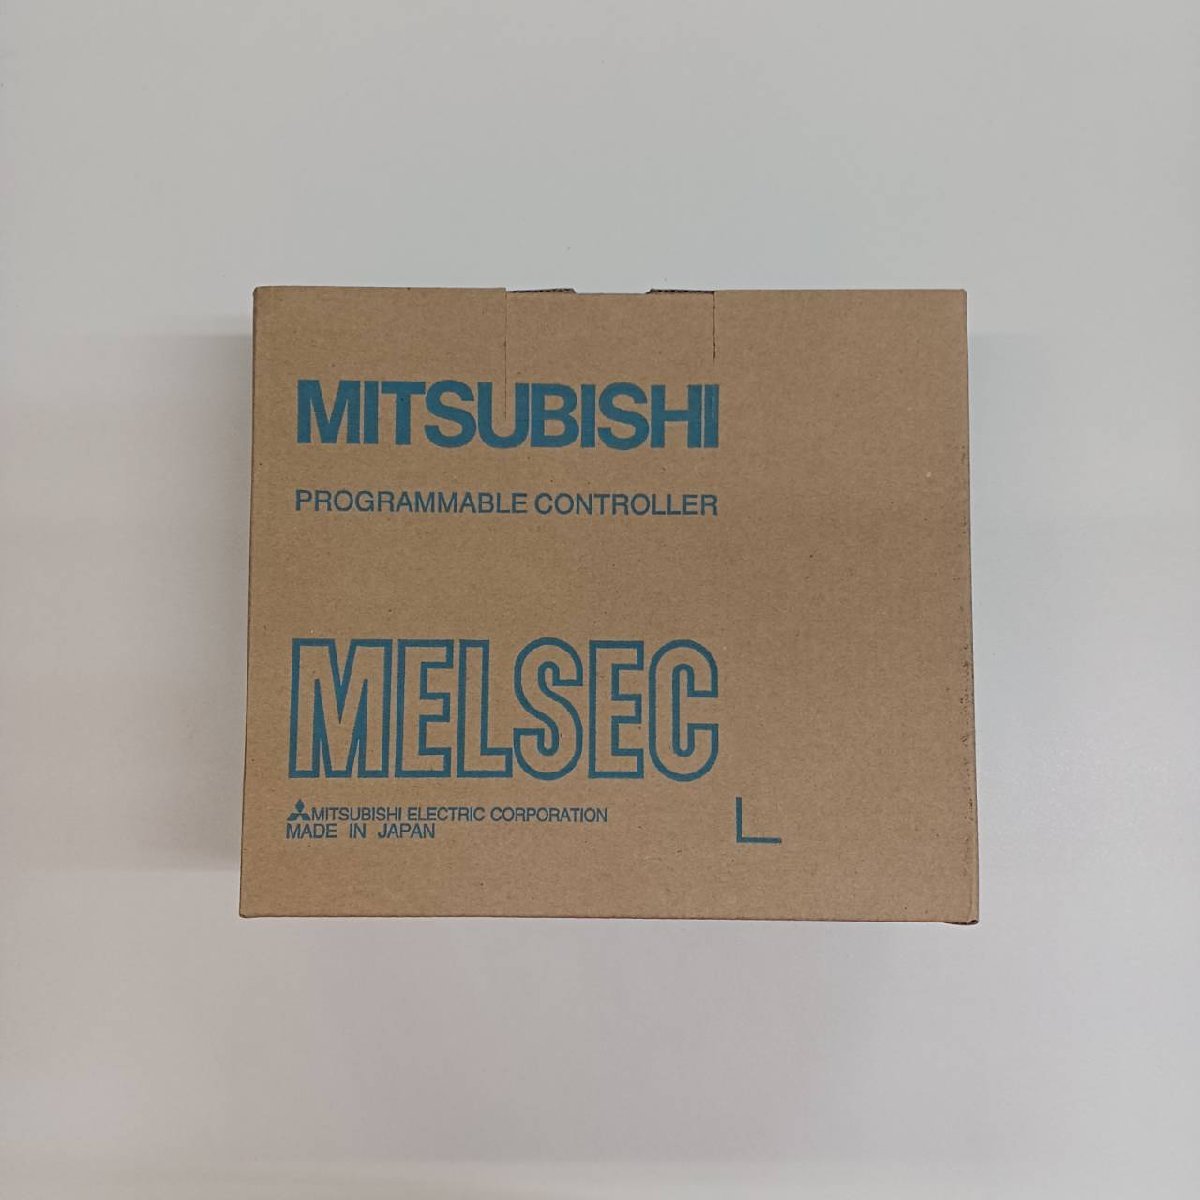 MITSUBISHI
PROGRAMMABLE CONTROLLER
MELSEC
MITSUBISHI ELECTRIC CORPORATION
MADE IN JAPAN